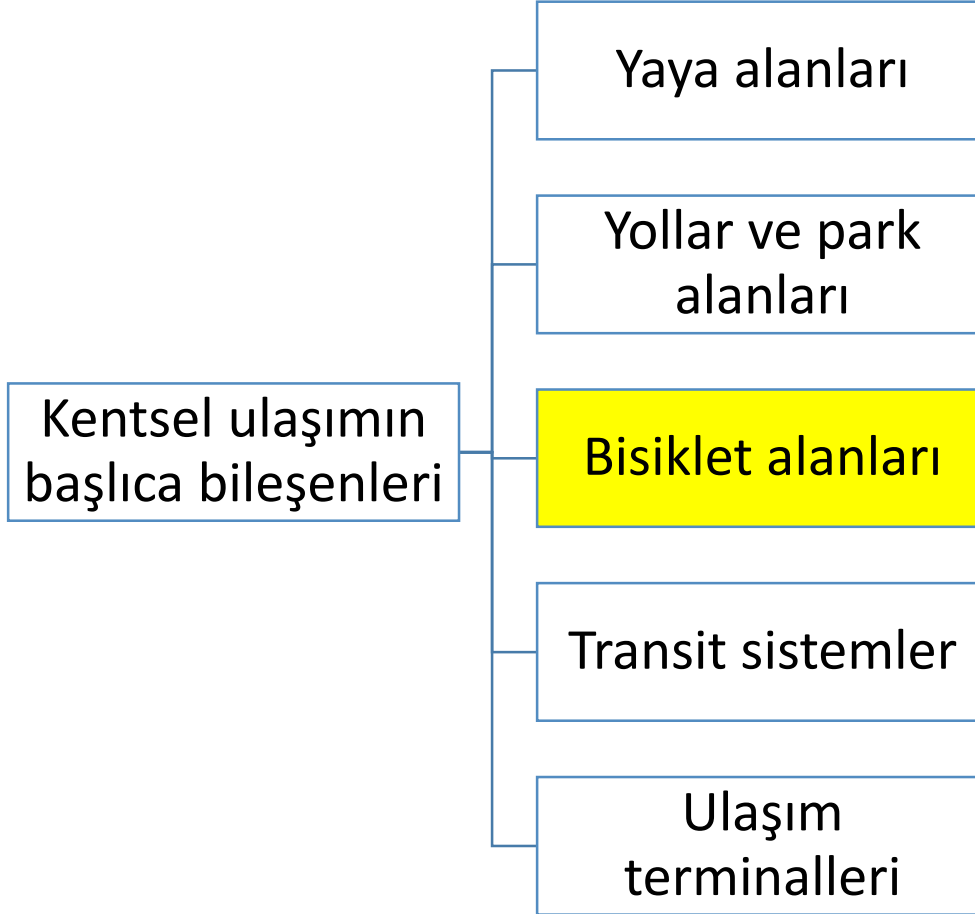 Yaya alanları
Yollar ve park
alanları
Kentsel ulaşımın
başlıca bileşenleri
Bisiklet alanları
Transit sistemler
Ulaşım
terminalleri